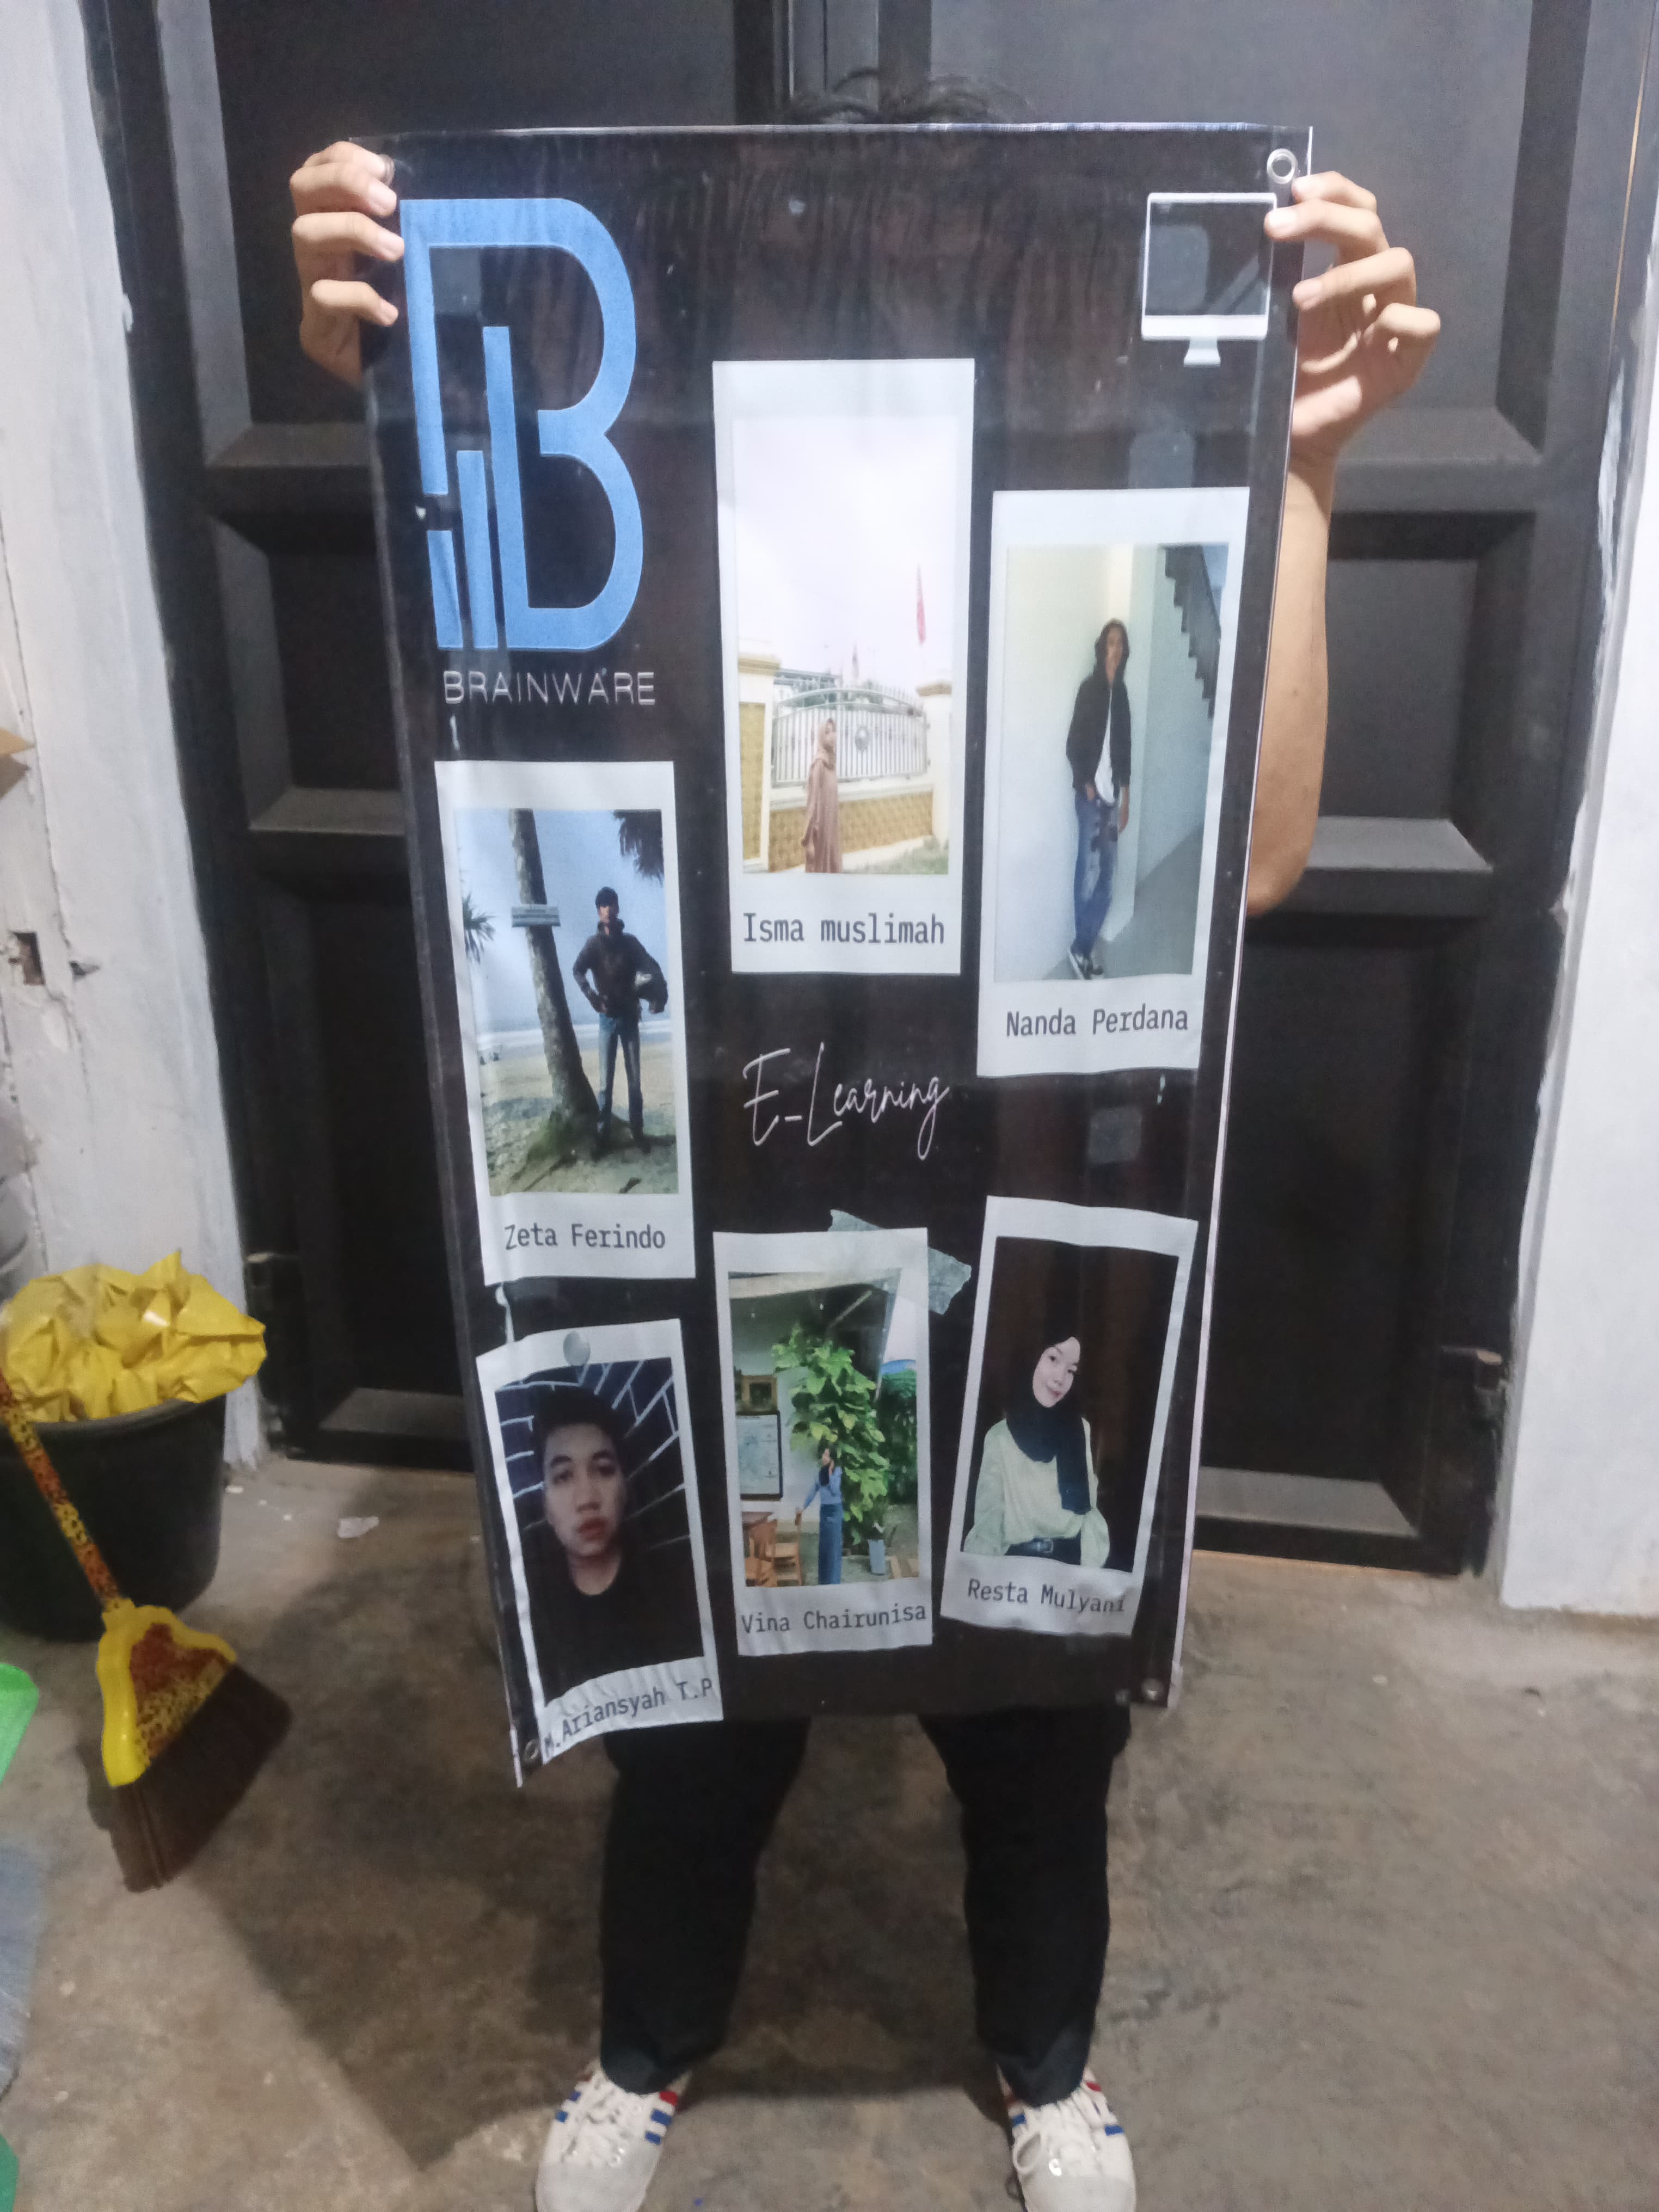 BRAINWARE
Isma muslimah
Nanda Perdana
Zeta Ferindo
E-Learning
M.Ariansyah T.P
Vina Chairunisa
Resta Mulyani